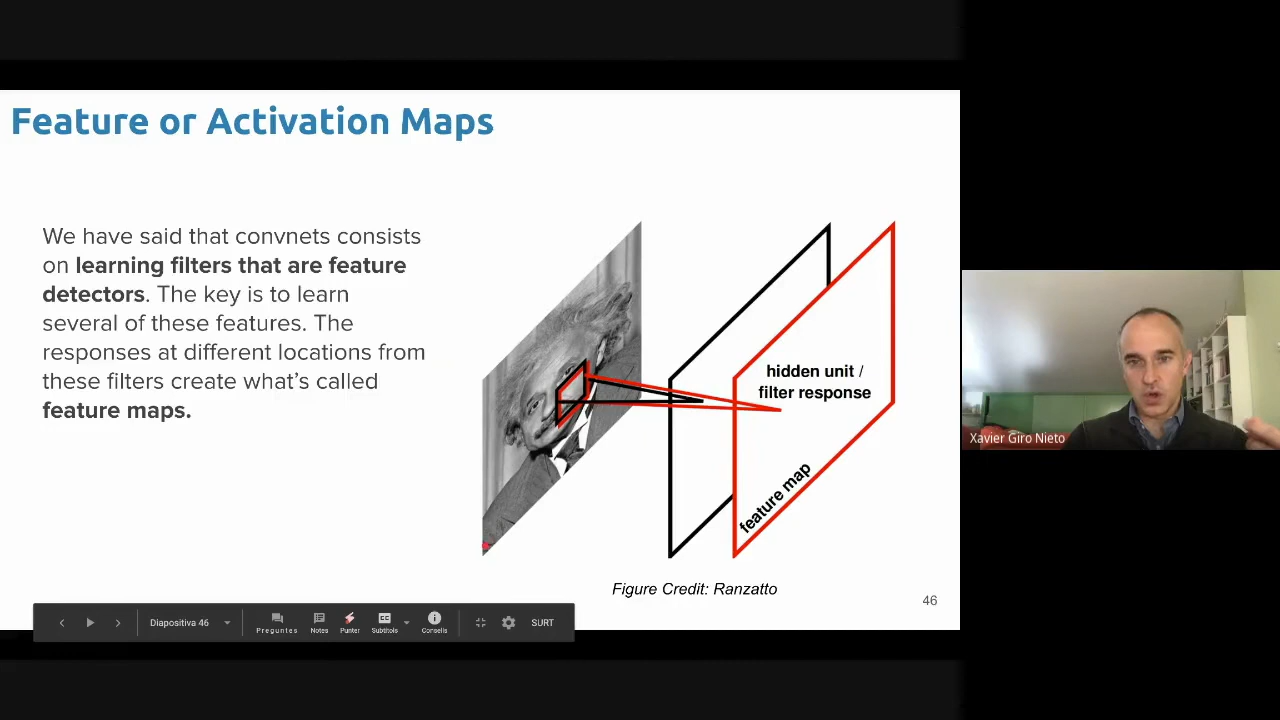 Feature or Activation Maps
We have said that convnets consists
on learning filters that are feature
detectors. The key is to learn
several of these features. The
responses at different locations from
these filters create what's called
feature maps.
hidden unit /
filter response
feature map
Figure Credit: Ranzatto
46
Diapositiva 46
Preguntes
Notes
Punter
CC
Subtítols
Consells
SURT
Xavier Giro Nieto